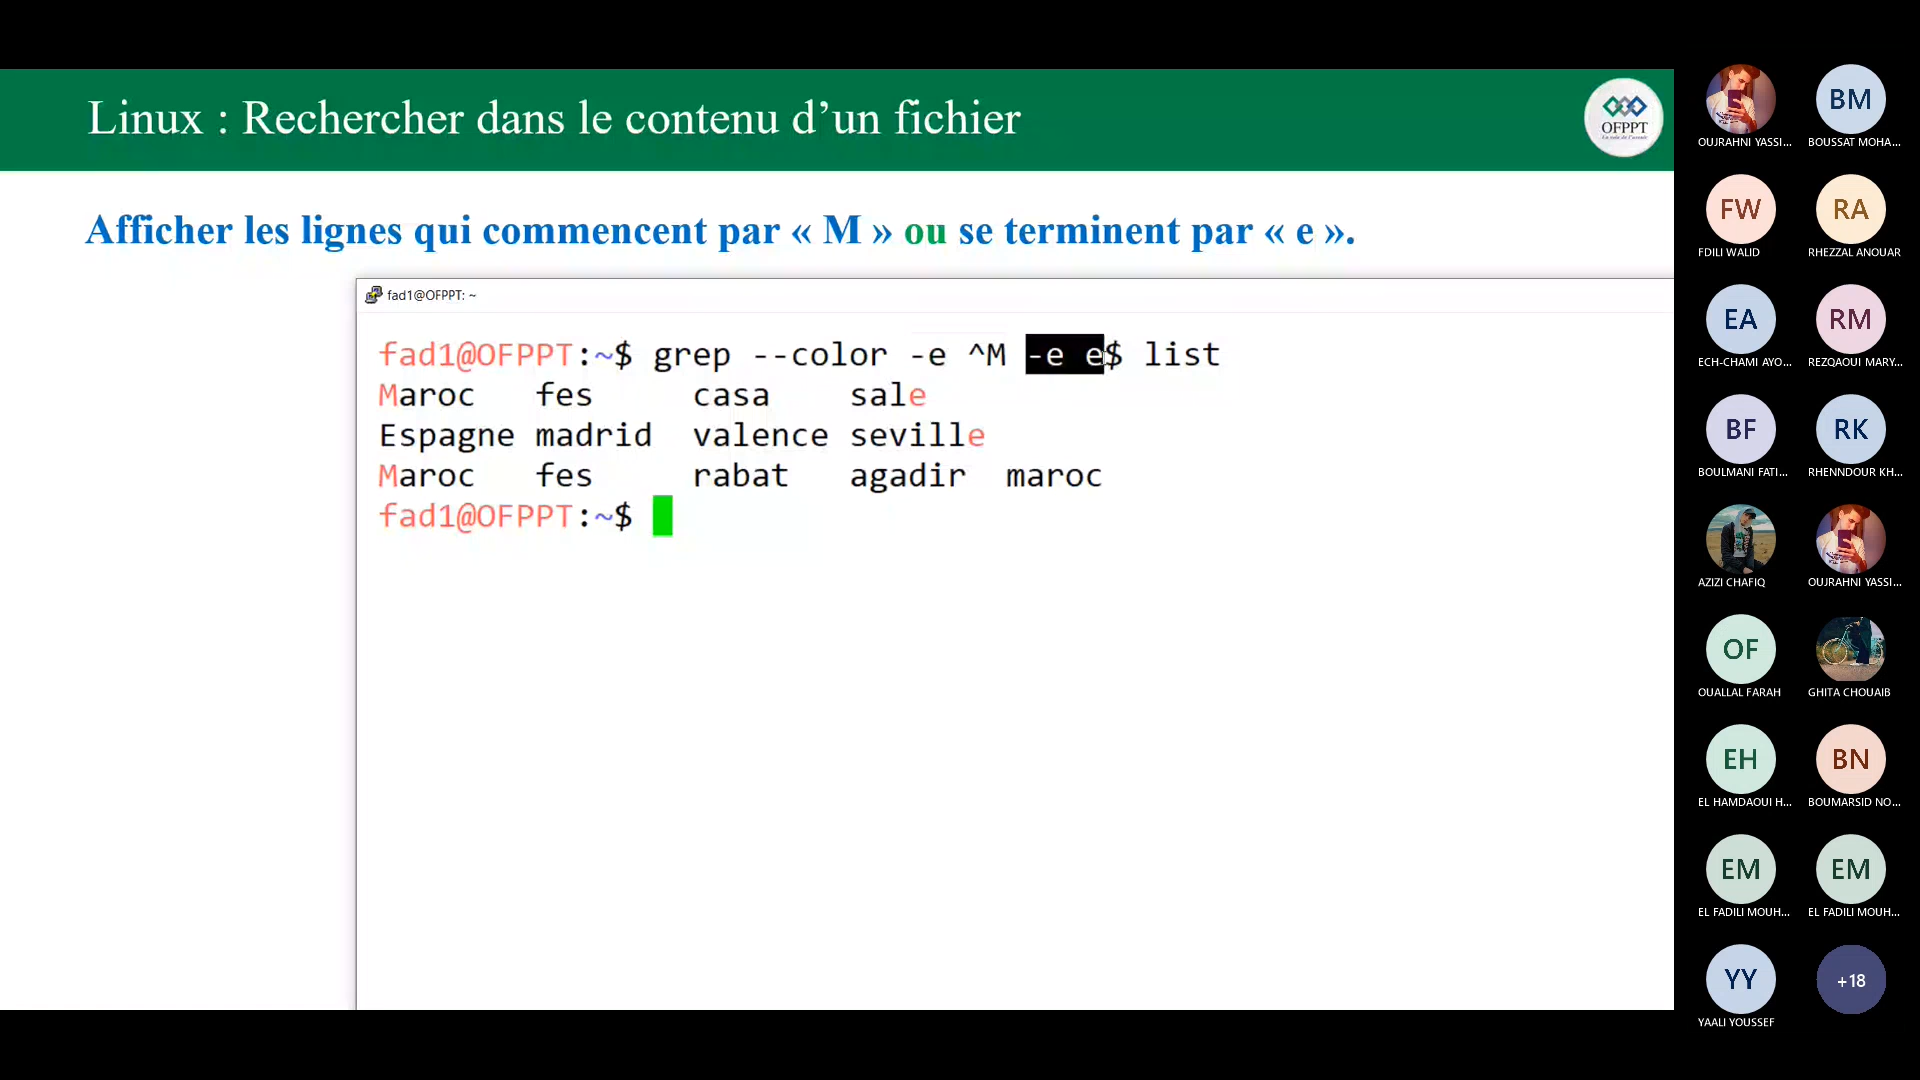 Linux : Rechercher dans le contenu d’un fichier
OFPPT
Afficher les lignes qui commencent par « M » ou se terminent par « e ».
fad1@OFPPT: ~
fad1@OFPPT:~$ grep --color -e ^M -e e$ list
Maroc fes casa sale
Espagne madrid valence seville
Maroc fes rabat agadir maroc
fad1@OFPPT:~$
BM
OUJRAHNI YASSI... BOUSSAT MOHA...
FW RA
FDILI WALID RHEZZAL ANOUAR
EA RM
ECH-CHAMI AYO... REZQAOUI MARY...
BF RK
BOULMANI FATI... RHENNDOUR KH...
AZIZI CHAFIQ OUJRAHNI YASSI...
OF
OUALLAL FARAH GHITA CHOUAIB
EH BN
EL HAMDAOUI H... BOUMARSID NO...
EM EM
EL FADILI MOUH... EL FADILI MOUH...
YY +18
YAALI YOUSSEF